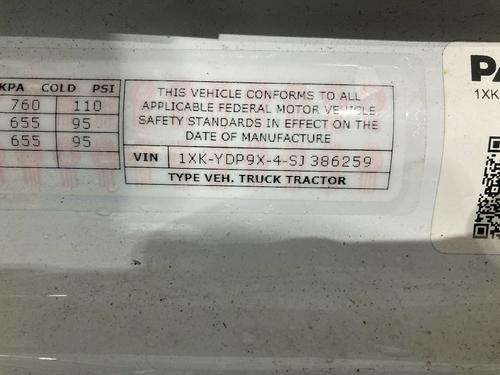 KPA COLD PSI
760 110
655 95
655 95
THIS VEHICLE CONFORMS TO ALL
APPLICABLE FEDERAL MOTOR VEHICLE
SAFETY STANDARDS IN EFFECT ON THE
DATE OF MANUFACTURE
VIN 1XK-YDP9X-4-SJ386259
TYPE VEH. TRUCK TRACTOR
PA
1XK